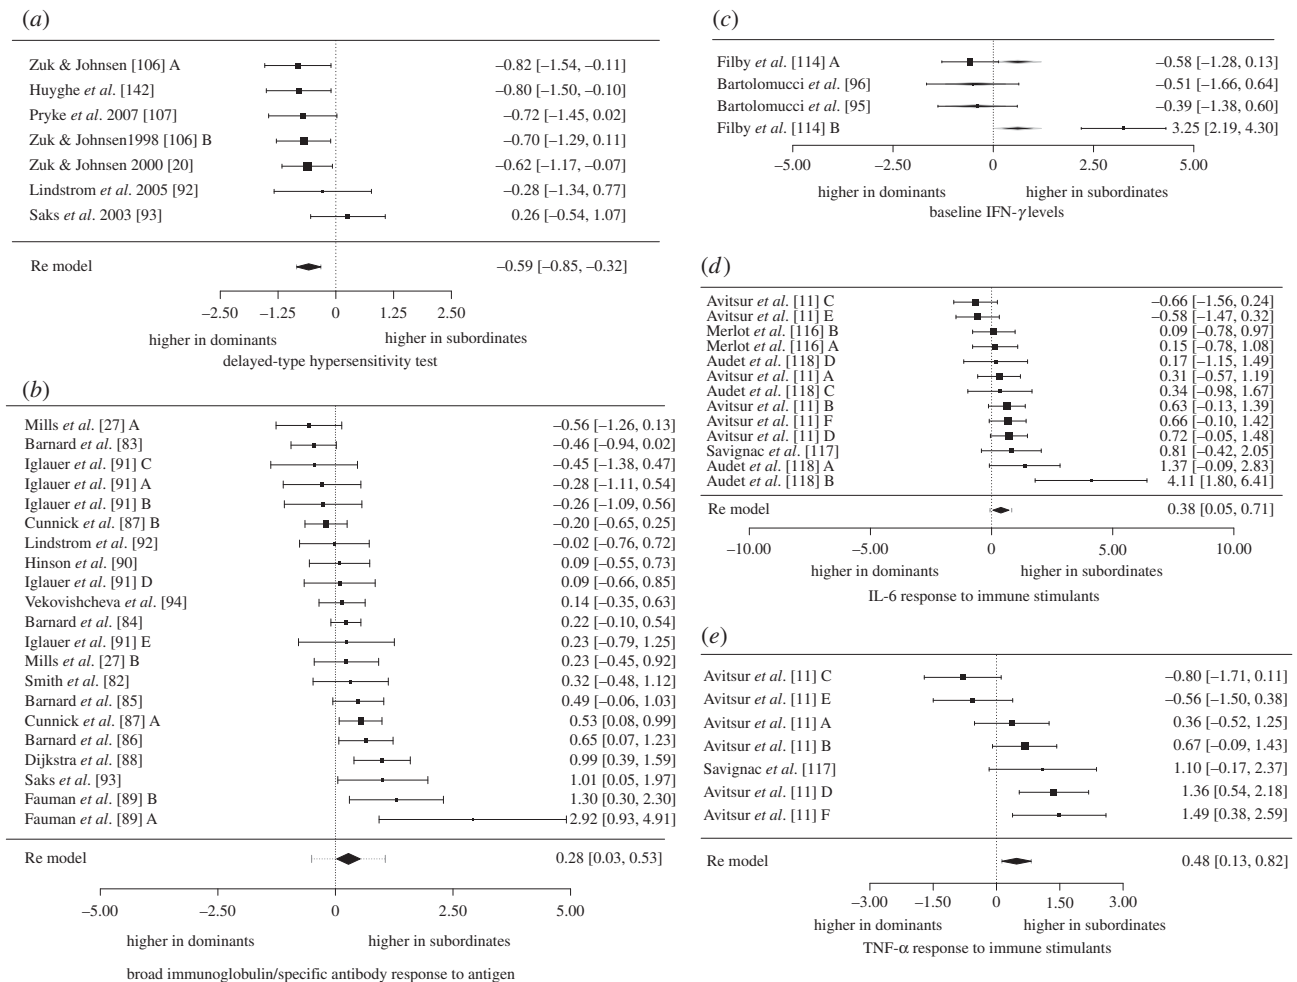 (a)
Zuk & Johnsen [106] A –0.82 [–1.54, –0.11]
Huyghe et al. [142] –0.80 [–1.50, –0.10]
Pryke et al. 2007 [107] –0.72 [–1.45, 0.02]
Zuk & Johnsen1998 [106] B –0.70 [–1.29, 0.11]
Zuk & Johnsen 2000 [20] –0.62 [–1.17, –0.07]
Lindstrom et al. 2005 [92] –0.28 [–1.34, 0.77]
Saks et al. 2003 [93] 0.26 [–0.54, 1.07]
Re model –0.59 [–0.85, –0.32]
–2.50 –1.25 0 1.25 2.50
higher in dominants higher in subordinates
delayed-type hypersensitivity test
(b)
Mills et al. [27] A –0.56 [–1.26, 0.13]
Barnard et al. [83] –0.46 [–0.94, 0.02]
Iglauer et al. [91] C –0.45 [–1.38, 0.47]
Iglauer et al. [91] A –0.28 [–1.11, 0.54]
Iglauer et al. [91] B –0.26 [–1.09, 0.56]
Cunnick et al. [87] B –0.20 [–0.65, 0.25]
Lindstrom et al. [92] –0.02 [–0.76, 0.72]
Hinson et al. [90] 0.09 [–0.55, 0.73]
Iglauer et al. [91] D 0.09 [–0.66, 0.85]
Vekovishcheva et al. [94] 0.14 [–0.35, 0.63]
Barnard et al. [84] 0.22 [–0.10, 0.54]
Iglauer et al. [91] E 0.23 [–0.79, 1.25]
Mills et al. [27] B 0.23 [–0.45, 0.92]
Smith et al. [82] 0.32 [–0.48, 1.12]
Barnard et al. [85] 0.49 [–0.06, 1.03]
Cunnick et al. [87] A 0.53 [0.08, 0.99]
Barnard et al. [86] 0.65 [0.07, 1.23]
Dijkstra et al. [88] 0.99 [0.39, 1.59]
Saks et al. [93] 1.01 [0.05, 1.97]
Fauman et al. [89] B 1.30 [0.30, 2.30]
Fauman et al. [89] A 2.92 [0.93, 4.91]
Re model 0.28 [0.03, 0.53]
–5.00 –2.50 0 2.50 5.00
higher in dominants higher in subordinates
broad immunoglobulin/specific antibody response to antigen
(c)
Filby et al. [114] A –0.58 [–1.28, 0.13]
Bartolomucci et al. [96] –0.51 [–1.66, 0.64]
Bartolomucci et al. [95] –0.39 [–1.38, 0.60]
Filby et al. [114] B 3.25 [2.19, 4.30]
–5.00 –2.50 0 2.50 5.00
higher in dominants higher in subordinates
baseline IFN-γ levels
(d)
Avitsur et al. [11] C –0.66 [–1.56, 0.24]
Avitsur et al. [11] E –0.58 [–1.47, 0.32]
Merlot et al. [116] B 0.09 [–0.78, 0.97]
Merlot et al. [116] A 0.15 [–0.78, 1.08]
Audet et al. [118] D 0.17 [–1.15, 1.49]
Avitsur et al. [11] A 0.31 [–0.57, 1.19]
Audet et al. [118] C 0.34 [–0.98, 1.67]
Avitsur et al. [11] B 0.63 [–0.13, 1.39]
Avitsur et al. [11] F 0.66 [–0.10, 1.42]
Avitsur et al. [11] D 0.72 [–0.05, 1.48]
Savignac et al. [117] 0.81 [–0.42, 2.05]
Audet et al. [118] A 1.37 [–0.09, 2.83]
Audet et al. [118] B 4.11 [1.80, 6.41]
Re model 0.38 [0.05, 0.71]
–10.00 –5.00 0 5.00 10.00
higher in dominants higher in subordinates
IL-6 response to immune stimulants
(e)
Avitsur et al. [11] C –0.80 [–1.71, 0.11]
Avitsur et al. [11] E –0.56 [–1.50, 0.38]
Avitsur et al. [11] A 0.36 [–0.52, 1.25]
Avitsur et al. [11] B 0.67 [–0.09, 1.43]
Savignac et al. [117] 1.10 [–0.17, 2.37]
Avitsur et al. [11] D 1.36 [0.54, 2.18]
Avitsur et al. [11] F 1.49 [0.38, 2.59]
Re model 0.48 [0.13, 0.82]
–3.00 –1.50 0 1.50 3.00
higher in dominants higher in subordinates
TNF-α response to immune stimulants